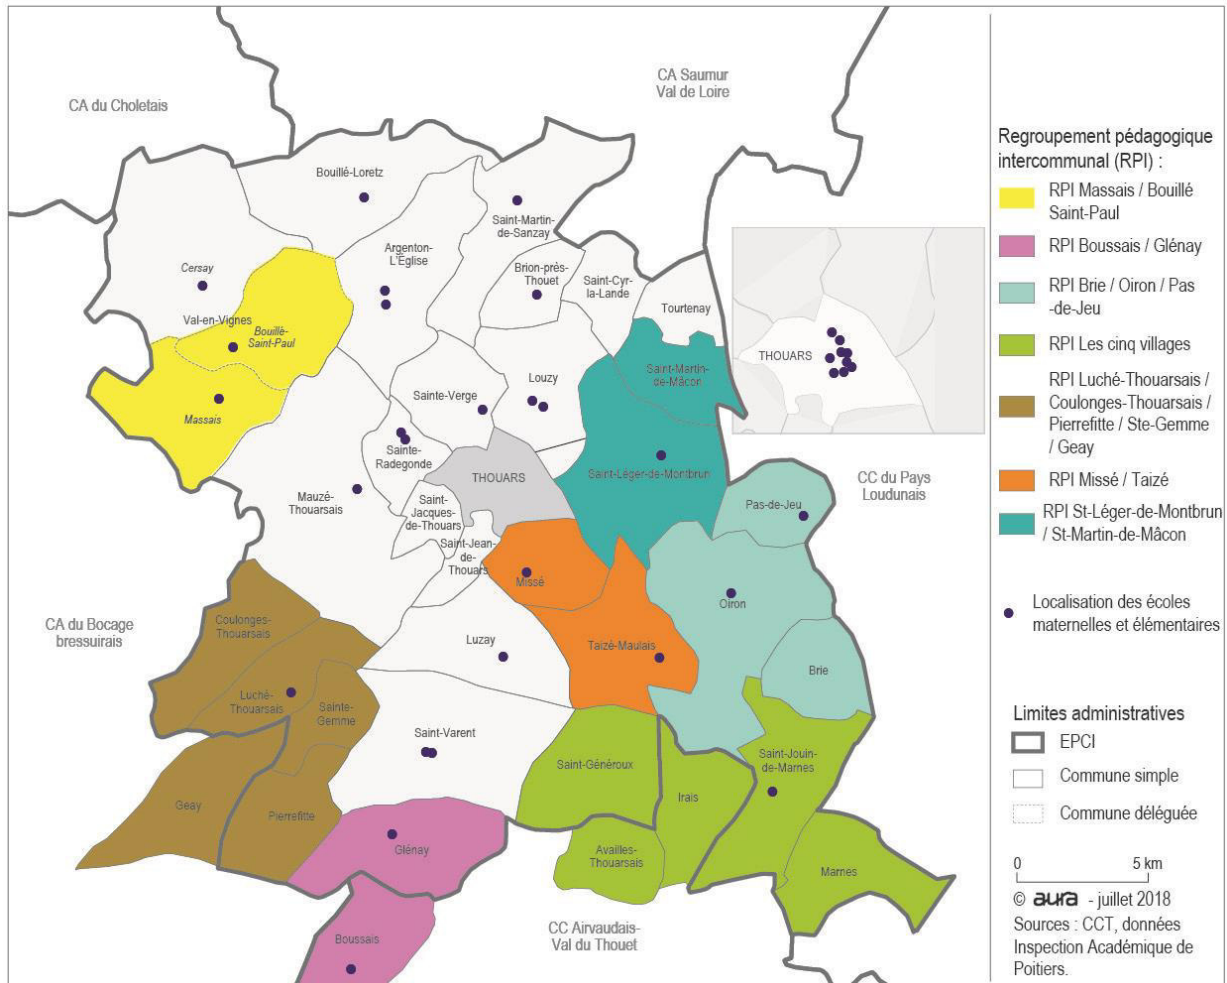 CA du Choletais
CA Saumur
Val de Loire
Bouillé-Loretz
Saint-Martin-
de-Sanzay
Argenton-
L'Église
Cersay
Brion-près-
Thouet
Saint-Cyr-
la-Lande
Tourtenay
Val-en-Vignes
Bouillé-
Saint-Paul
THOUARS
Saint-Martin-
de-Mâcon
Massais
Sainte-Verge
Louzy
Sainte-
Radegonde
THOUARS
Saint-Léger-de-Montbrun
CC du Pays
Loudunais
Mauzé-
Thouarsais
Saint-
Jacques-
de-Thouars
Pas-de-Jeu
Saint-Jean-
de-
Thouars
Missé
Oiron
CA du Bocage
bressuirais
Coulonges-
Thouarsais
Luzay
Taizé-Maulais
Brie
Luché-
Thouarsais
Sainte-
Gemme
Saint-Varent
Saint-Généroux
Saint-Jouin-
de-Marnes
Geay
Pierrefitte
Irais
Glénay
Availles-
Thouarsais
Marnes
Boussais
CC Airvaudais-
Val du Thouet
Regroupement pédagogique
intercommunal (RPI) :
RPI Massais / Bouillé
Saint-Paul
RPI Boussais / Glénay
RPI Brie / Oiron / Pas
-de-Jeu
RPI Les cinq villages
RPI Luché-Thouarsais /
Coulonges-Thouarsais /
Pierrefitte / Ste-Gemme
/ Geay
RPI Missé / Taizé
RPI St-Léger-de-Montbrun
/ St-Martin-de-Mâcon
Localisation des écoles
maternelles et élémentaires
Limites administratives
EPCI
Commune simple
Commune déléguée
0 5 km
© aura - juillet 2018
Sources : CCT, données
Inspection Académique de
Poitiers.